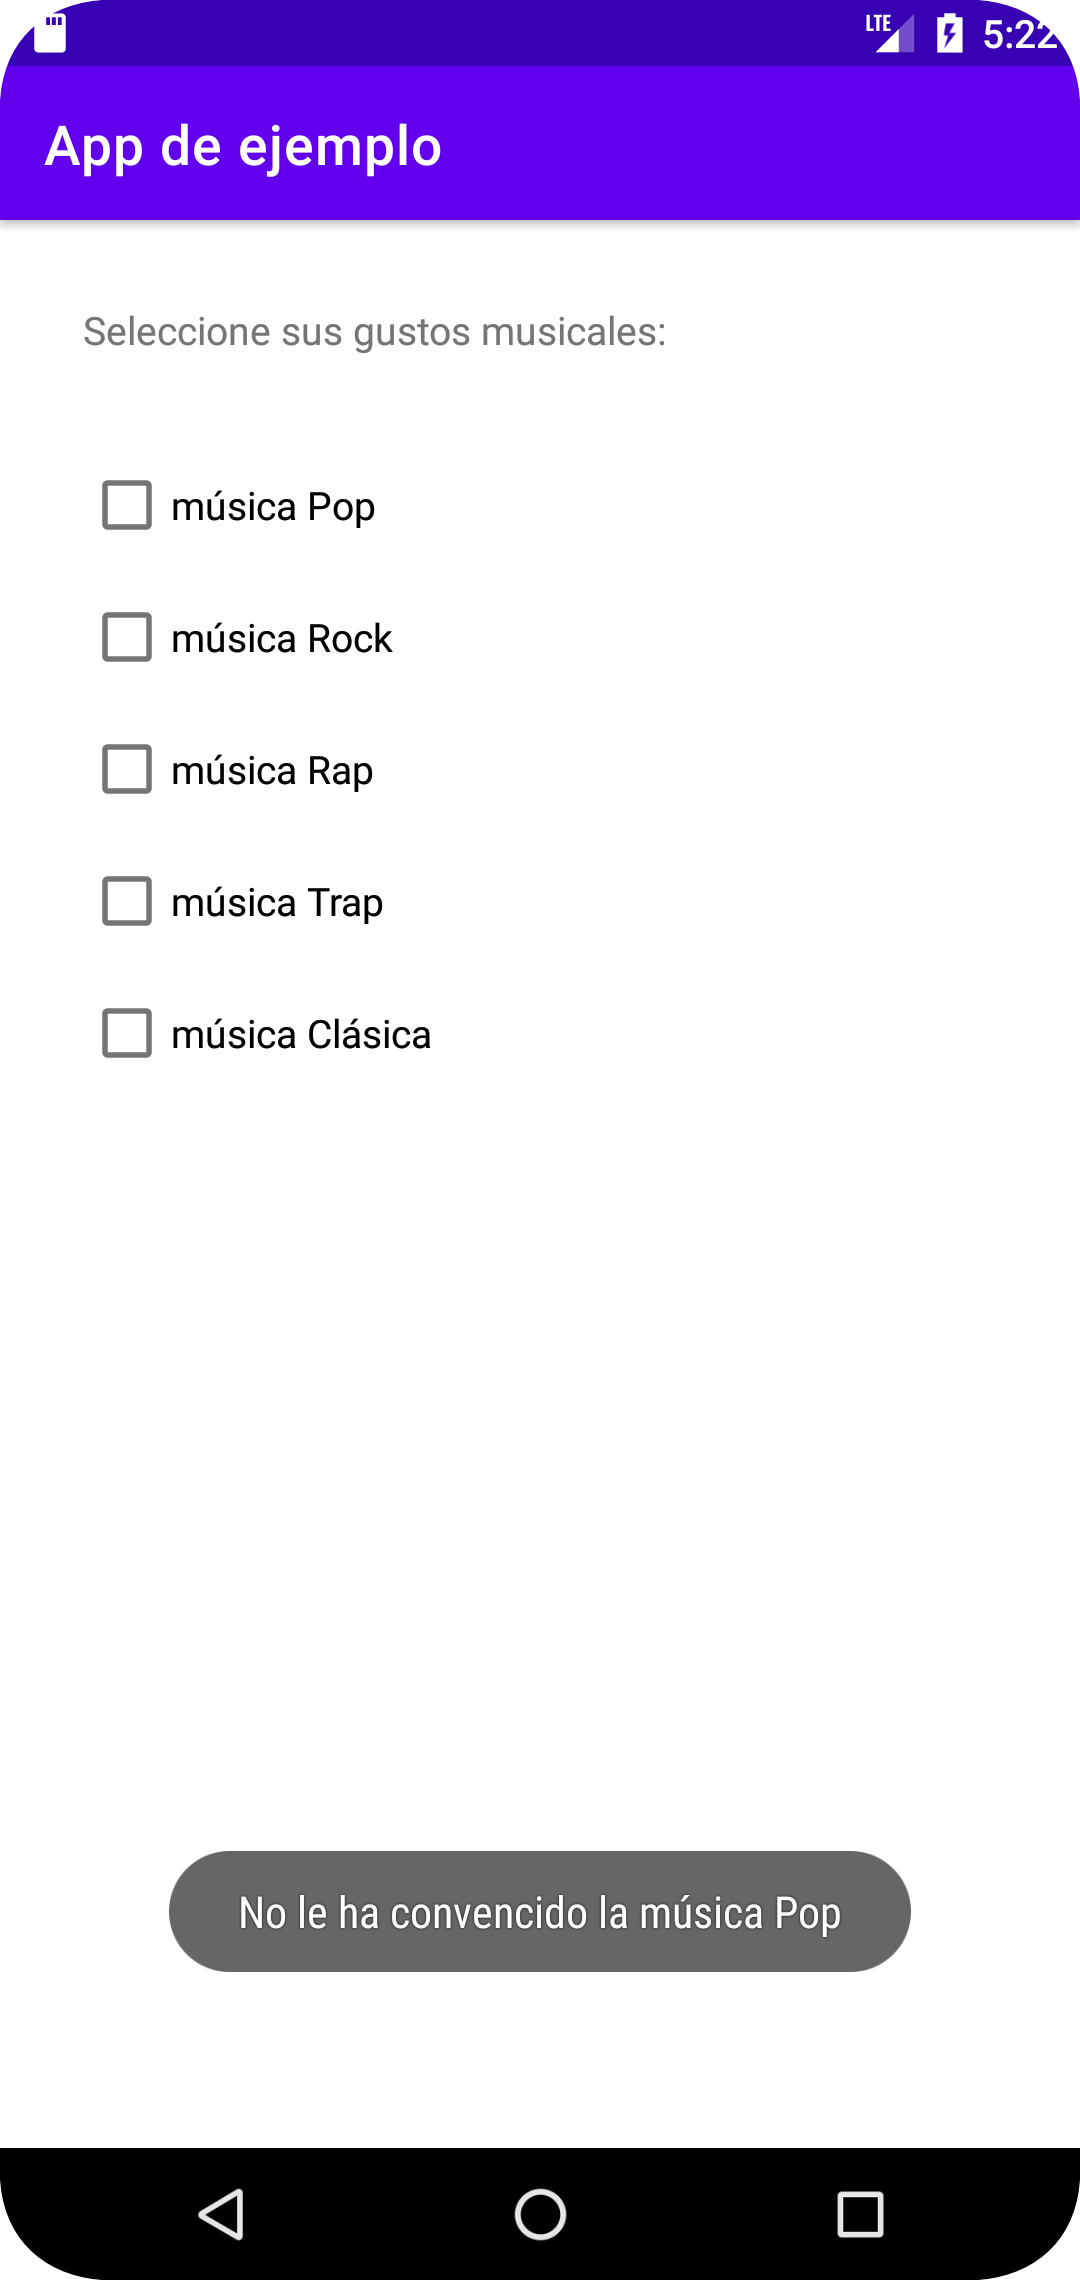 LTE 5:22
App de ejemplo
Seleccione sus gustos musicales:
música Pop
música Rock
música Rap
música Trap
música Clásica
No le ha convencido la música Pop